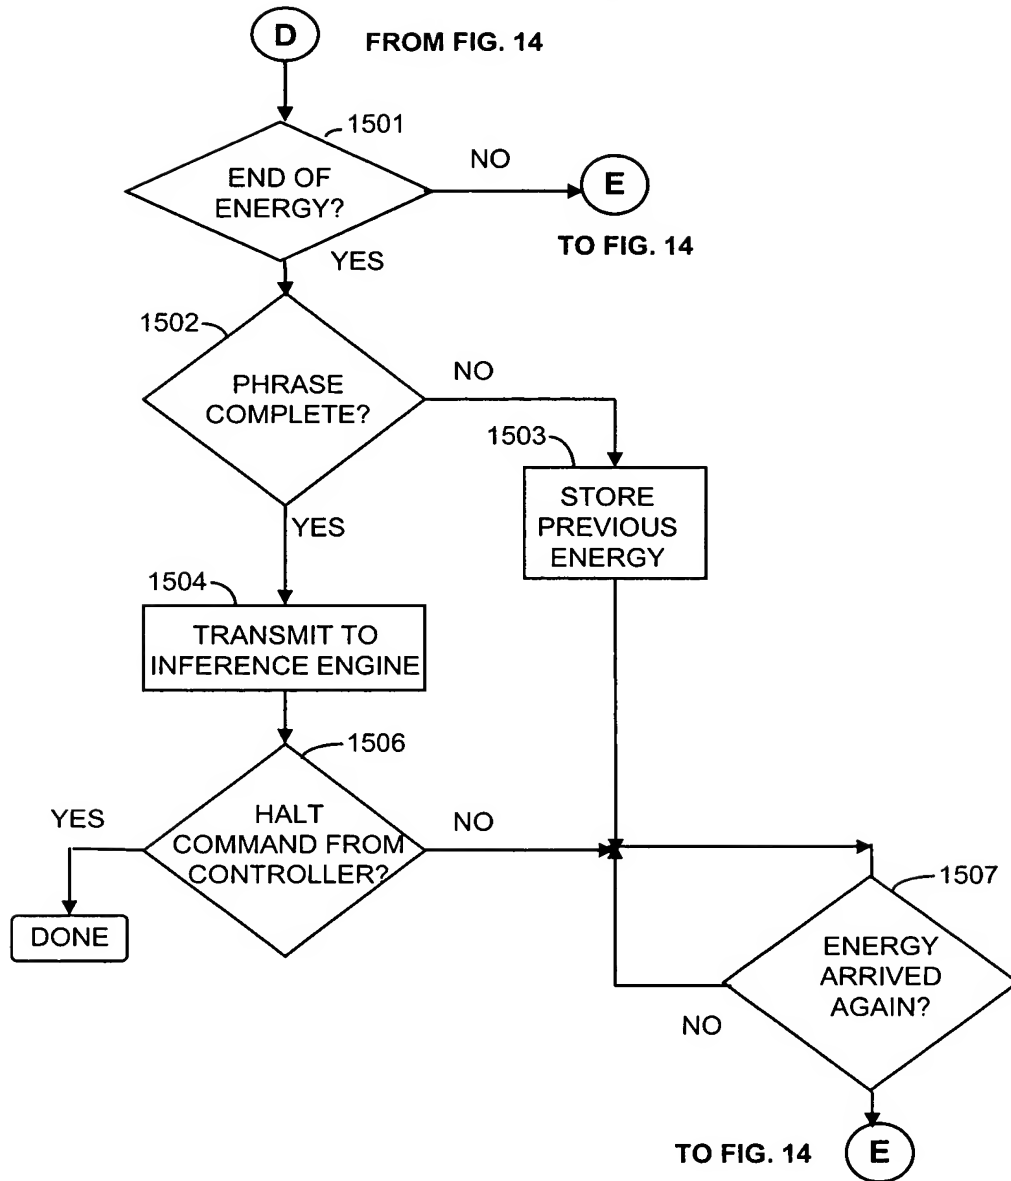 D
FROM FIG. 14
1501
END OF
ENERGY?
NO
E
TO FIG. 14
YES
1502
PHRASE
COMPLETE?
NO
1503
STORE
PREVIOUS
ENERGY
YES
1504
TRANSMIT TO
INFERENCE ENGINE
1506
HALT
COMMAND FROM
CONTROLLER?
YES
NO
DONE
1507
ENERGY
ARRIVED
AGAIN?
NO
TO FIG. 14
E